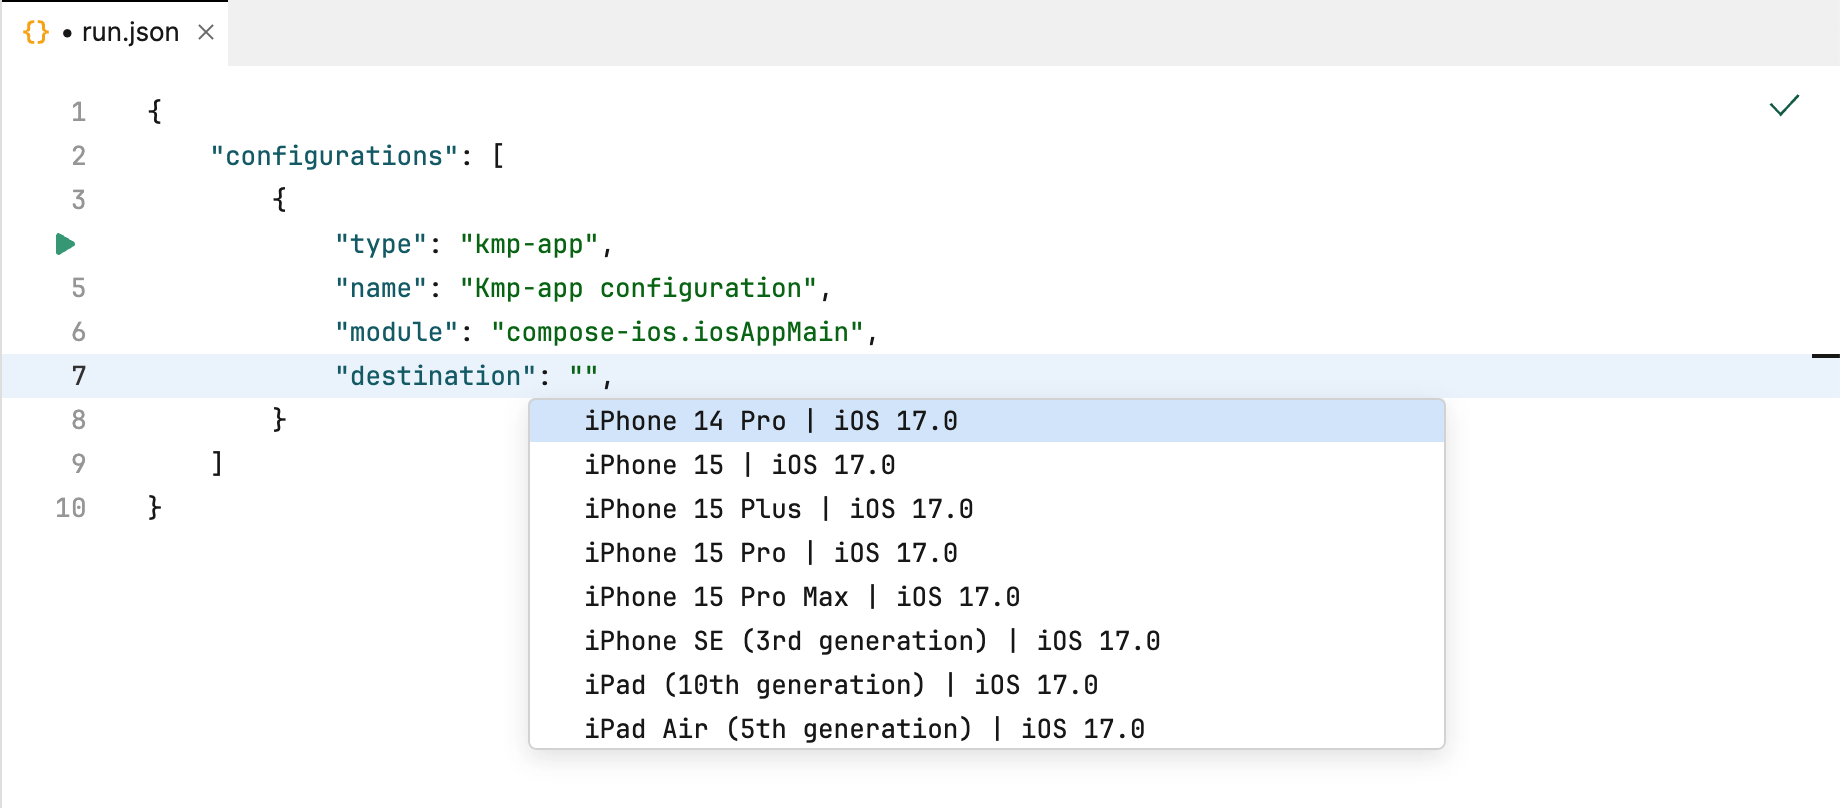 {} • run.json ×
1 {
2 "configurations": [
3 {
"type": "kmp-app",
5 "name": "Kmp-app configuration",
6 "module": "compose-ios.iosAppMain",
7 "destination": "",
8 }
9 ]
10 }
iPhone 14 Pro | iOS 17.0
iPhone 15 | iOS 17.0
iPhone 15 Plus | iOS 17.0
iPhone 15 Pro | iOS 17.0
iPhone 15 Pro Max | iOS 17.0
iPhone SE (3rd generation) | iOS 17.0
iPad (10th generation) | iOS 17.0
iPad Air (5th generation) | iOS 17.0